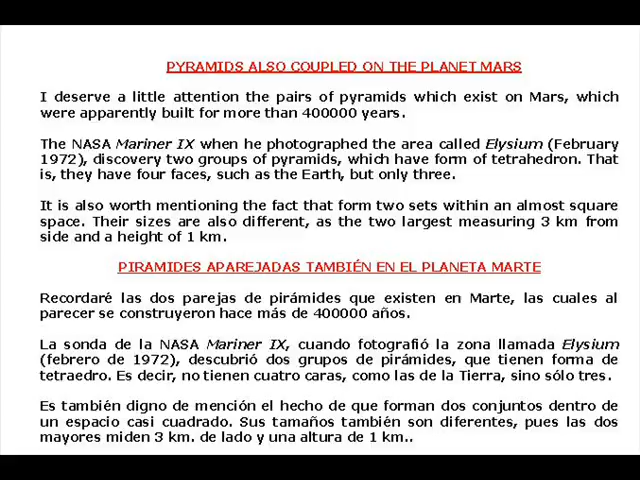 PYRAMIDS ALSO COUPLED ON THE PLANET MARS
I deserve a little attention the pairs of pyramids which exist on Mars, which
were apparently built for more than 400000 years.
The NASA Mariner IX when he photographed the area called Elysium (February
1972), discovery two groups of pyramids, which have form of tetrahedron. That
is, they have four faces, such as the Earth, but only three.
It is also worth mentioning the fact that form two sets within an almost square
space. Their sizes are also different, as the two largest measuring 3 km from
side and a height of 1 km.
PIRAMIDES APAREJADAS TAMBIÉN EN EL PLANETA MARTE
Recordaré las dos parejas de pirámides que existen en Marte, las cuales al
parecer se construyeron hace más de 400000 años.
La sonda de la NASA Mariner IX, cuando fotografió la zona llamada Elysium
(febrero de 1972), descubrió dos grupos de pirámides, que tienen forma de
tetraedro. Es decir, no tienen cuatro caras, como las de la Tierra, sino sólo tres.
Es también digno de mención el hecho de que forman dos conjuntos dentro de
un espacio casi cuadrado. Sus tamaños también son diferentes, pues las dos
mayores miden 3 km. de lado y una altura de 1 km..